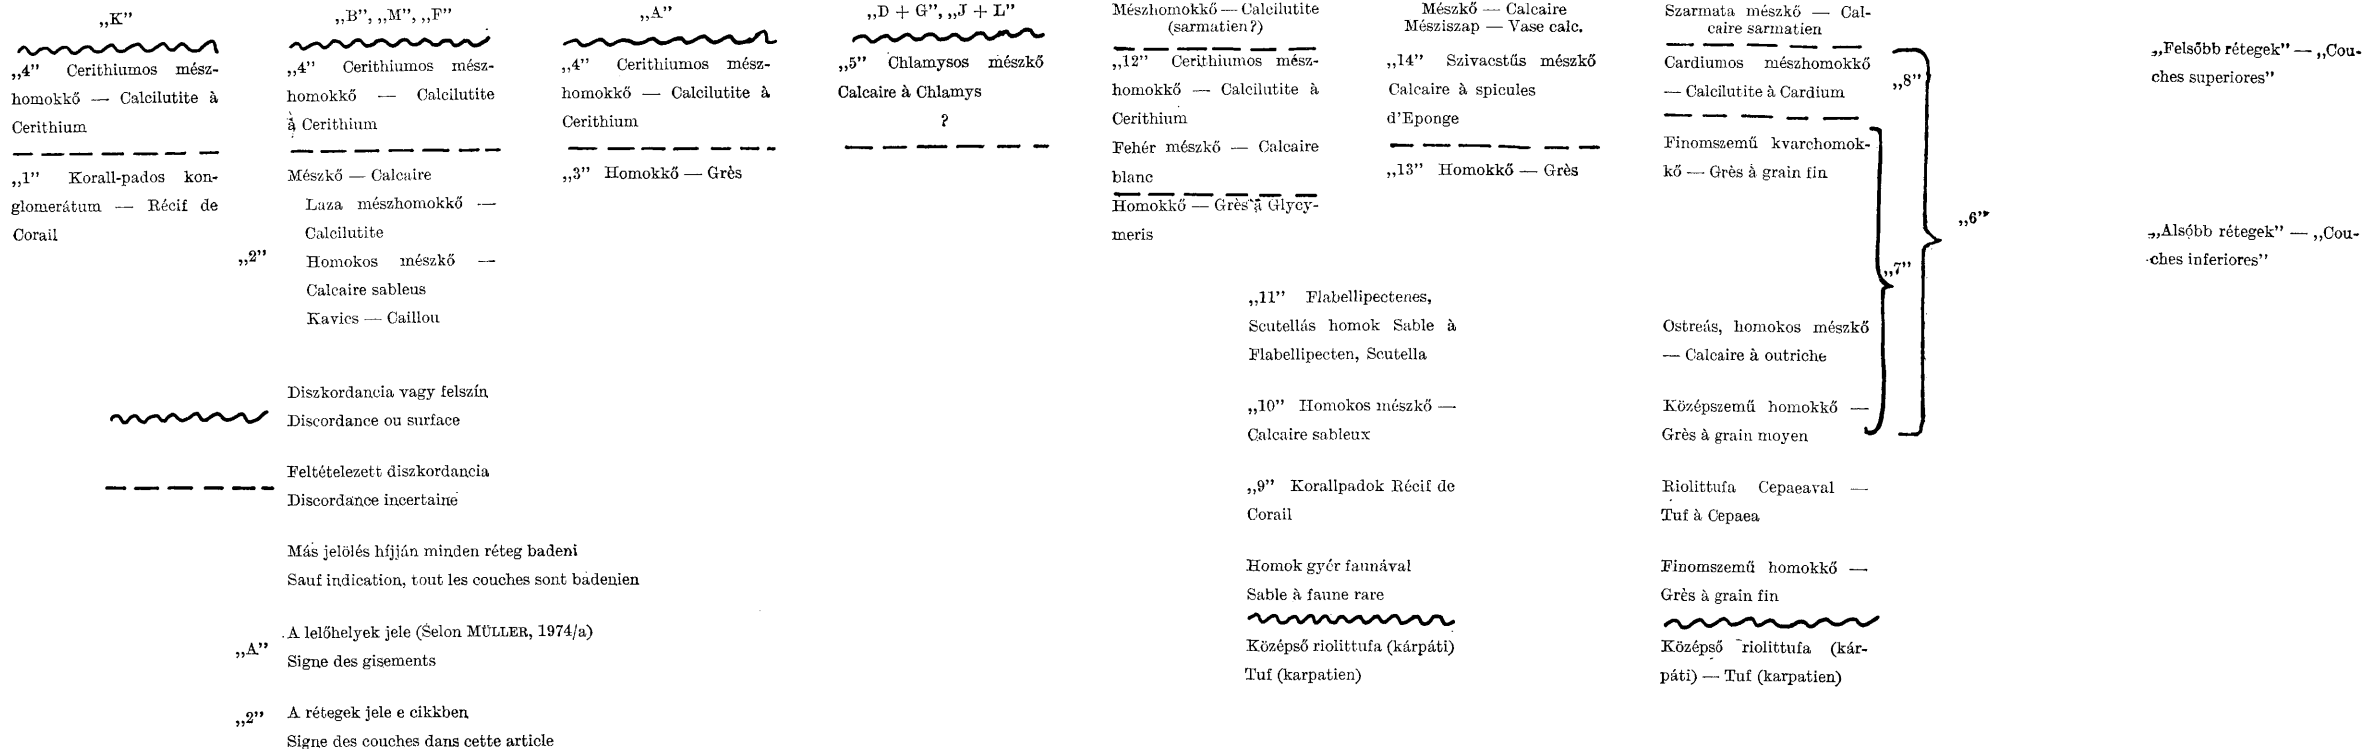 „K”
„4” Cerithiumos mész-
homokkő — Calcilutite à
Cerithium
„1” Korall-pados kon-
glomerátum — Récif de
Corail
„B”, „M”, „F”
„4” Cerithiumos mész-
homokkő — Calcilutite
à Cerithium
Mészkő — Calcaire
Laza mészhomokkő —
Calcilutite
„2”
Homokos mészkő —
Calcaire sableus
Kavics — Caillou
„A”
„4” Cerithiumos mész-
homokkő — Calcilutite à
Cerithium
„3” Homokkő — Grès
„D + G”, „J + L”
„5” Chlamysos mészkő
Calcaire à Chlamys
?
Mészhomokkő — Calcilutite
(sarmatien?)
„12” Cerithiumos mész-
homokkő — Calcilutite à
Cerithium
Fehér mészkő — Calcaire
blanc
Homokkő — Grès à Glycy-
meris
„11” Flabellipectenes,
Scutellás homok Sable à
Flabellipecten, Scutella
„10” Homokos mészkő —
Calcaire sableux
„9” Korallpadok Récif de
Corail
Homok gyér faunával
Sable à faune rare
Középső riolittufa (kárpáti)
Tuf (karpatien)
Mészkő — Calcaire
Mésziszap — Vase calc.
„14” Szivacstűs mészkő
Calcaire à spicules
d'Eponge
„13” Homokkő — Grès
Szarmata mészkő — Cal-
caire sarmatien
Cardiumos mészhomokkő
— Calcilutite à Cardium
„8”
Finomszemű kvarchomok-
kő — Grès à grain fin
„6”
„7”
Ostreás, homokos mészkő
— Calcaire à outriche
Középszemű homokkő —
Grès à grain moyen
Riolittufa Cepaeaval —
Tuf à Cepaea
Finomszemű homokkő —
Grès à grain fin
Középső riolittufa (kár-
páti) — Tuf (karpatien)
„Felsőbb rétegek” — „Cou-
ches superiores”
„Alsóbb rétegek” — „Cou-
ches inferiores”
Diszkordancia vagy felszín
Discordance ou surface
Feltételezett diszkordancia
Discordance incertaine
Más jelölés híjján minden réteg badeni
Sauf indication, tout les couches sont badenien
„A”
A lelőhelyek jele (Selon MÜLLER, 1974/a)
Signe des gisements
„2”
A rétegek jele e cikkben
Signe des couches dans cette article